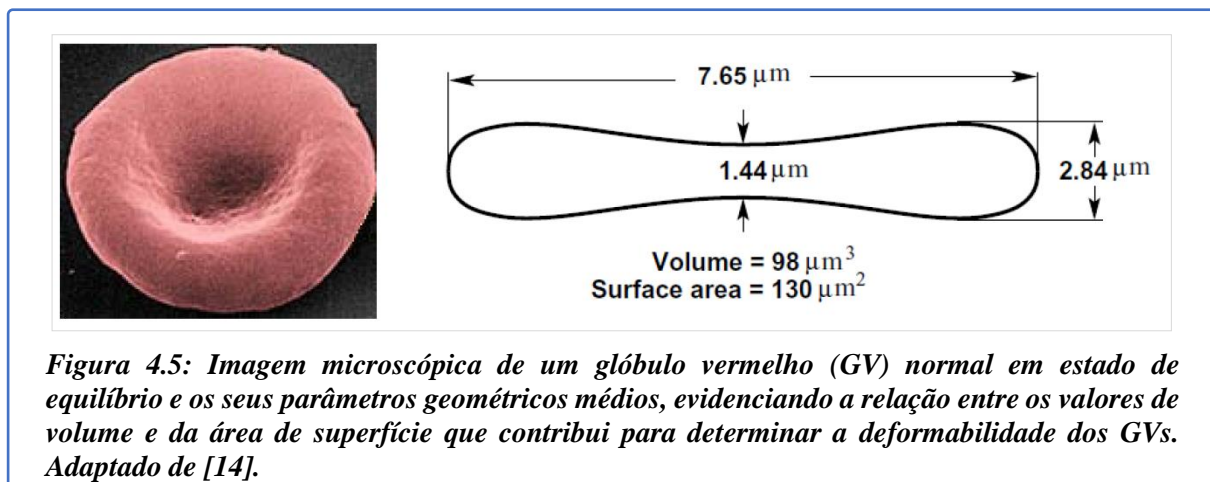 7.65 μm
1.44 μm
2.84 μm
Volume = 98 μm³
Surface area = 130 μm²
Figura 4.5: Imagem microscópica de um glóbulo vermelho (GV) normal em estado de
equilíbrio e os seus parâmetros geométricos médios, evidenciando a relação entre os valores de
volume e da área de superfície que contribui para determinar a deformabilidade dos GVs.
Adaptado de [14].